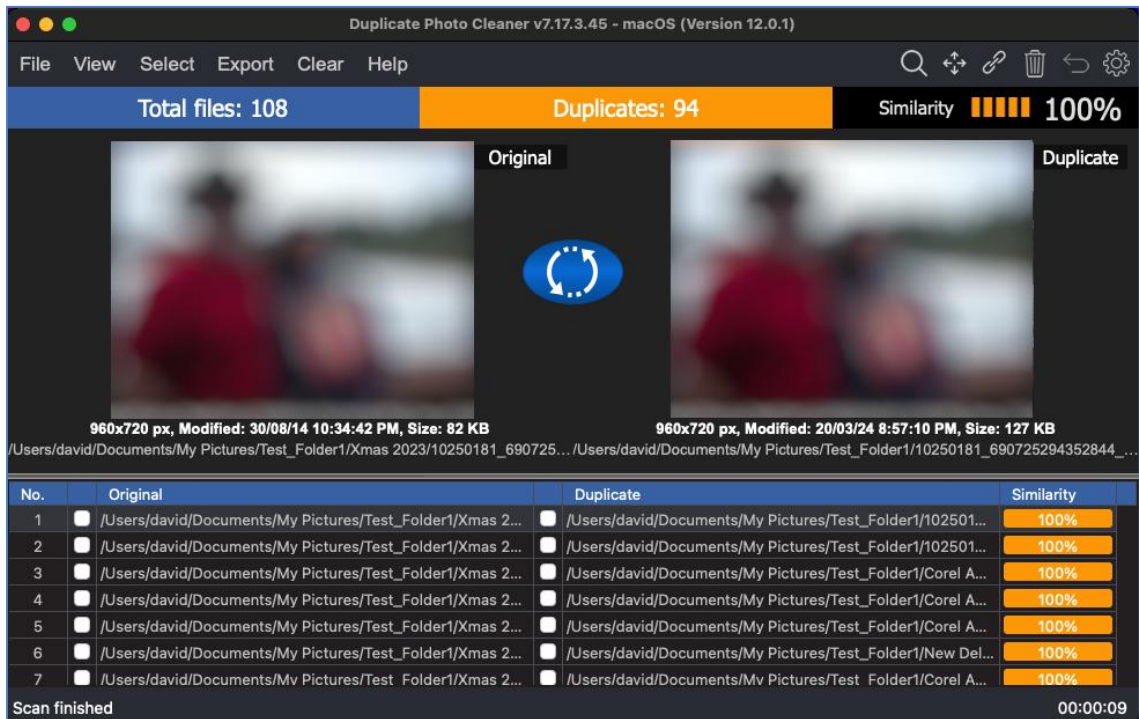 Duplicate Photo Cleaner v7.17.3.45 - macOS (Version 12.0.1)
File View Select Export Clear Help
Total files: 108 Duplicates: 94 Similarity 100%
Original Duplicate
960x720 px, Modified: 30/08/14 10:34:42 PM, Size: 82 KB 960x720 px, Modified: 20/03/24 8:57:10 PM, Size: 127 KB
/Users/david/Documents/My Pictures/Test_Folder1/Xmas 2023/10250181_690725... /Users/david/Documents/My Pictures/Test_Folder1/10250181_690725294352844_...
No. Original Duplicate Similarity
1 /Users/david/Documents/My Pictures/Test_Folder1/Xmas 2... /Users/david/Documents/My Pictures/Test_Folder1/102501... 100%
2 /Users/david/Documents/My Pictures/Test_Folder1/Xmas 2... /Users/david/Documents/My Pictures/Test_Folder1/102501... 100%
3 /Users/david/Documents/My Pictures/Test_Folder1/Xmas 2... /Users/david/Documents/My Pictures/Test_Folder1/Corel A... 100%
4 /Users/david/Documents/My Pictures/Test_Folder1/Xmas 2... /Users/david/Documents/My Pictures/Test_Folder1/Corel A... 100%
5 /Users/david/Documents/My Pictures/Test_Folder1/Xmas 2... /Users/david/Documents/My Pictures/Test_Folder1/Corel A... 100%
6 /Users/david/Documents/My Pictures/Test_Folder1/Xmas 2... /Users/david/Documents/My Pictures/Test_Folder1/New Del... 100%
7 /Users/david/Documents/My Pictures/Test_Folder1/Xmas 2... /Users/david/Documents/My Pictures/Test_Folder1/Corel A... 100%
Scan finished 00:00:09